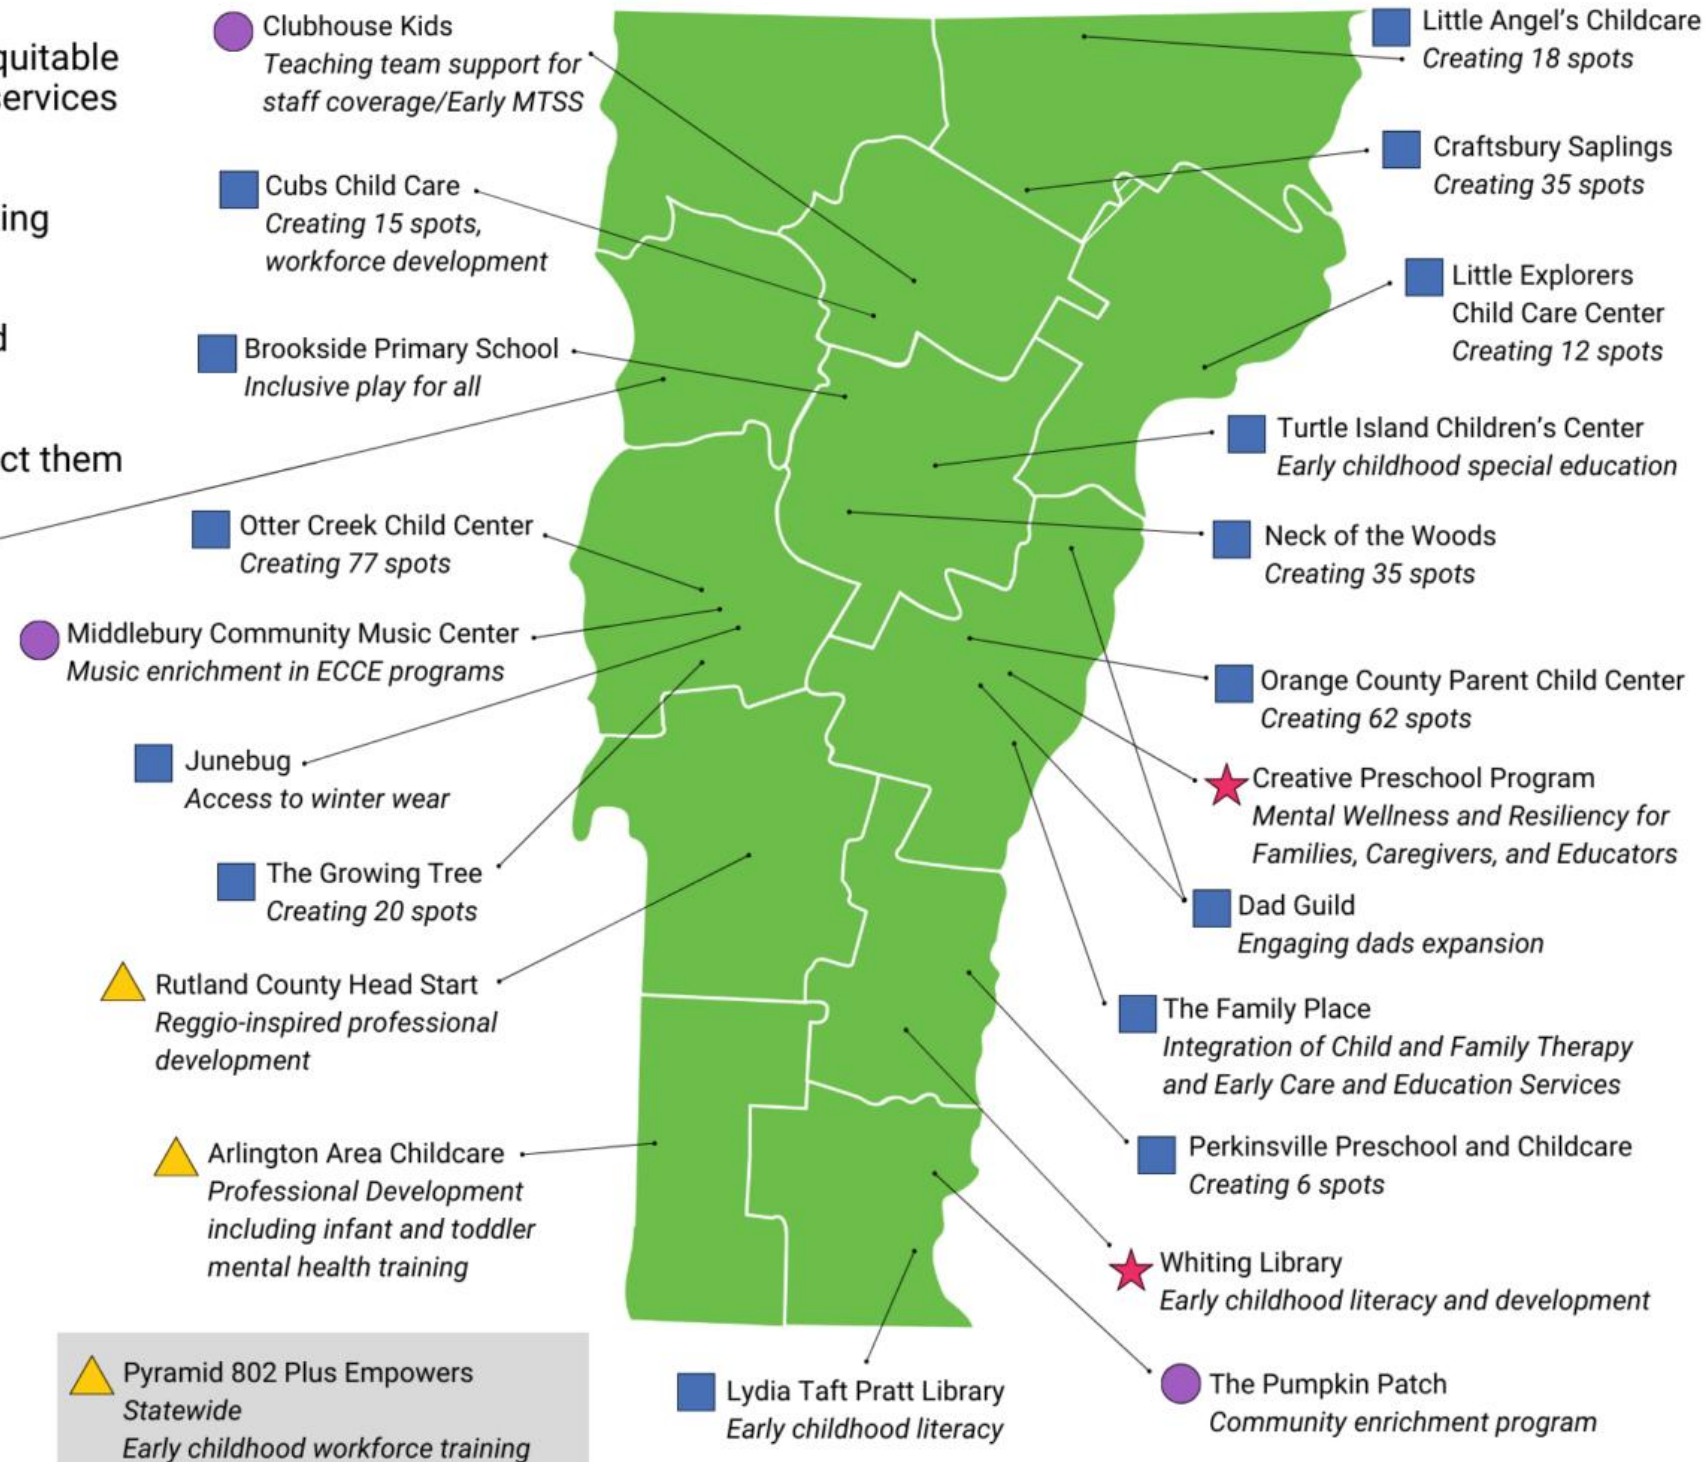 quitable
services
ing
d
ct them
Clubhouse Kids
Teaching team support for
staff coverage/Early MTSS
Cubs Child Care
Creating 15 spots,
workforce development
Brookside Primary School
Inclusive play for all
Otter Creek Child Center
Creating 77 spots
Middlebury Community Music Center
Music enrichment in ECCE programs
Junebug
Access to winter wear
The Growing Tree
Creating 20 spots
Rutland County Head Start
Reggio-inspired professional
development
Arlington Area Childcare
Professional Development
including infant and toddler
mental health training
Pyramid 802 Plus Empowers
Statewide
Early childhood workforce training
Little Angel's Childcare
Creating 18 spots
Craftsbury Saplings
Creating 35 spots
Little Explorers
Child Care Center
Creating 12 spots
Turtle Island Children's Center
Early childhood special education
Neck of the Woods
Creating 35 spots
Orange County Parent Child Center
Creating 62 spots
Creative Preschool Program
Mental Wellness and Resiliency for
Families, Caregivers, and Educators
Dad Guild
Engaging dads expansion
The Family Place
Integration of Child and Family Therapy
and Early Care and Education Services
Perkinsville Preschool and Childcare
Creating 6 spots
Whiting Library
Early childhood literacy and development
The Pumpkin Patch
Community enrichment program
Lydia Taft Pratt Library
Early childhood literacy